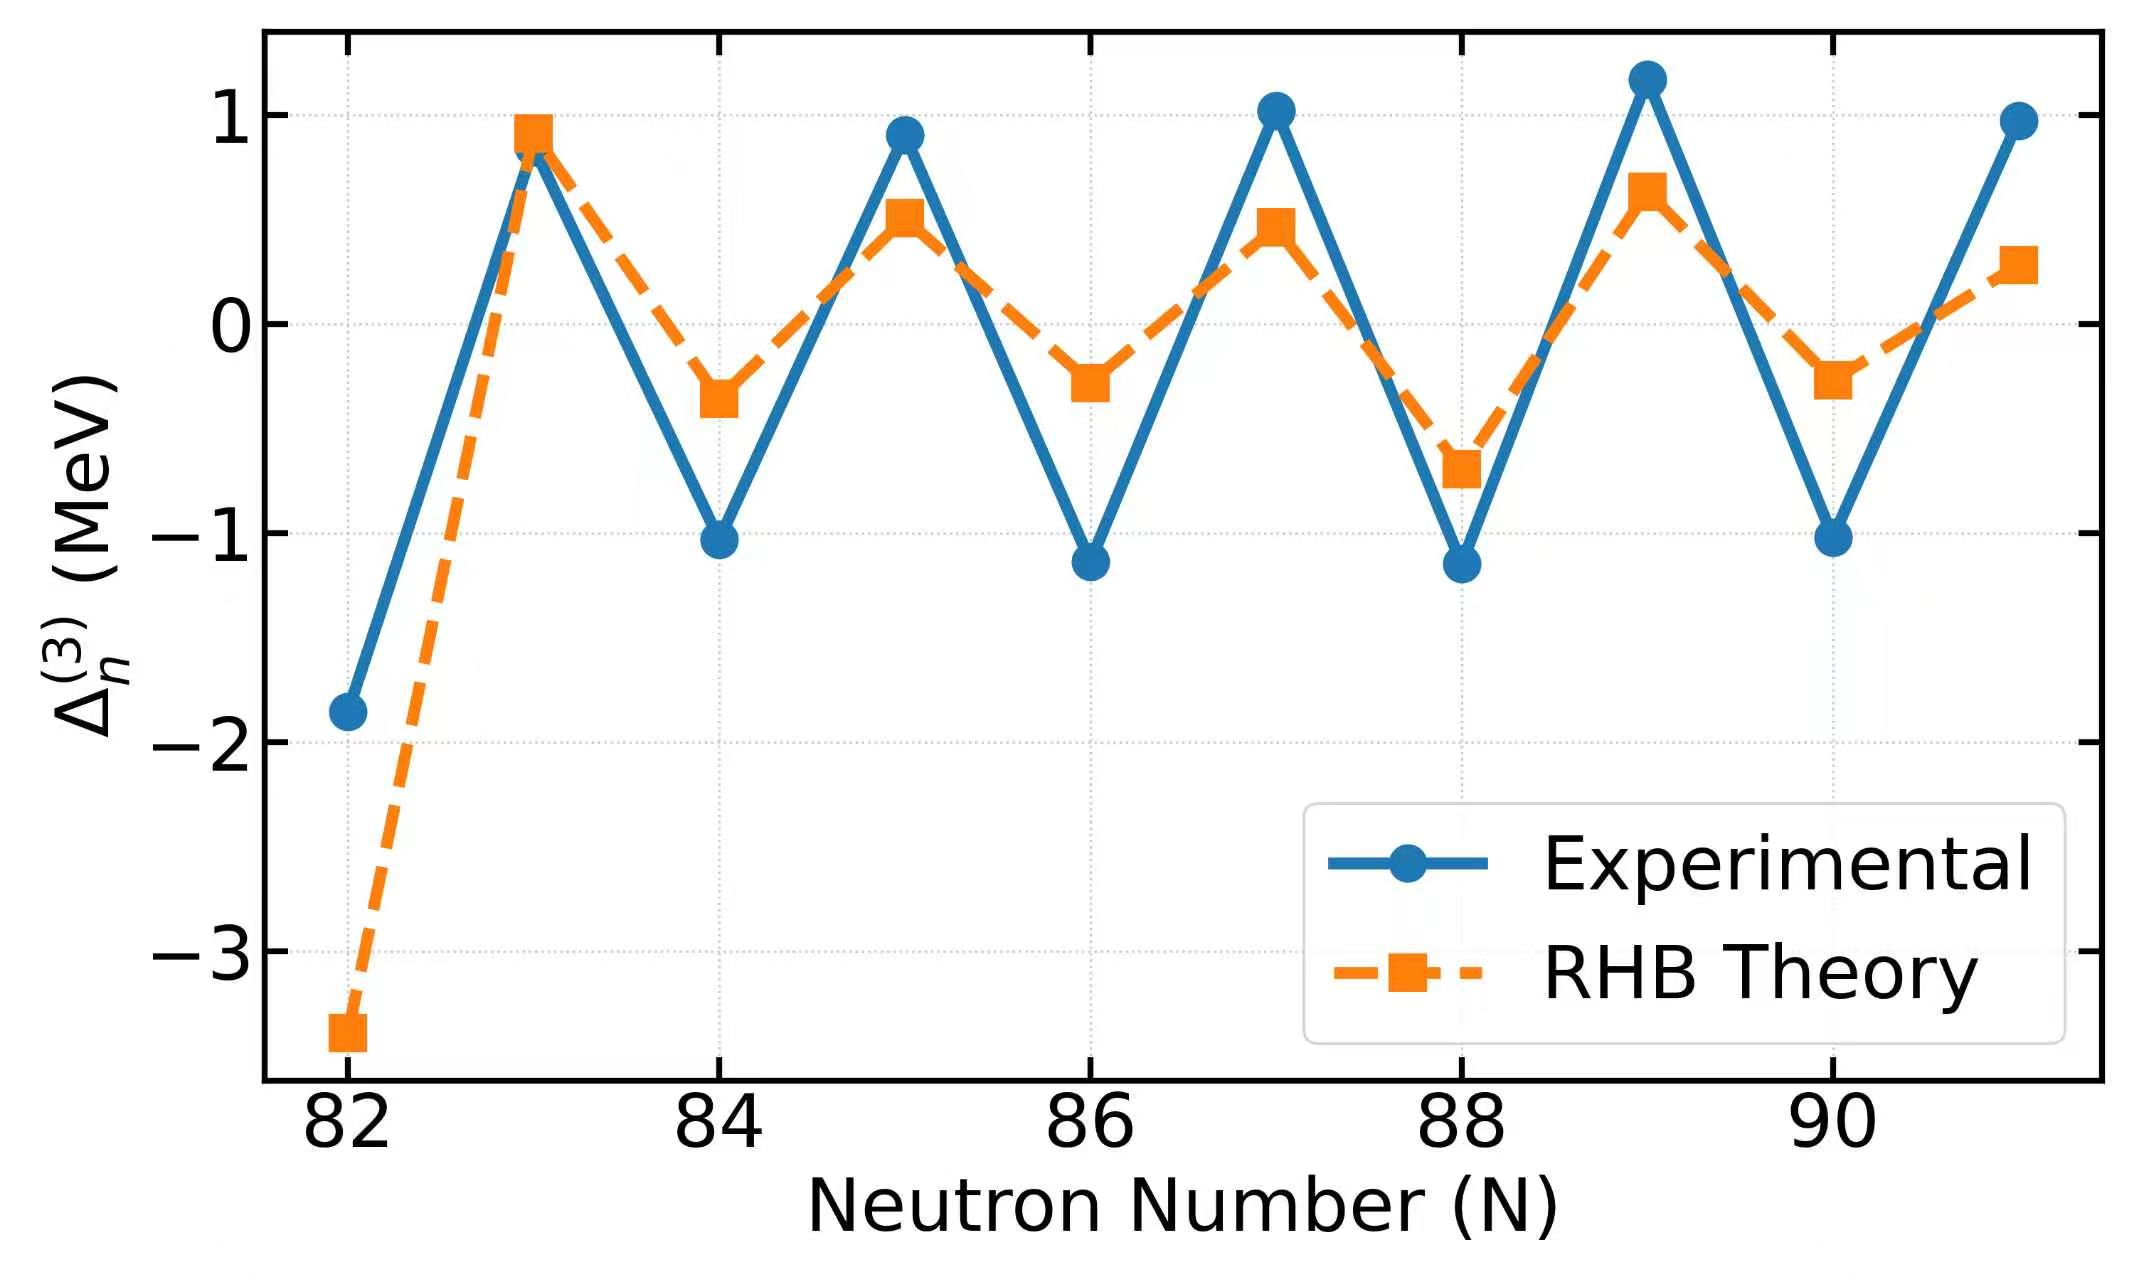 Δₙ⁽³⁾ (MeV)
1
0
−1
−2
−3
82 84 86 88 90
Neutron Number (N)
Experimental
RHB Theory